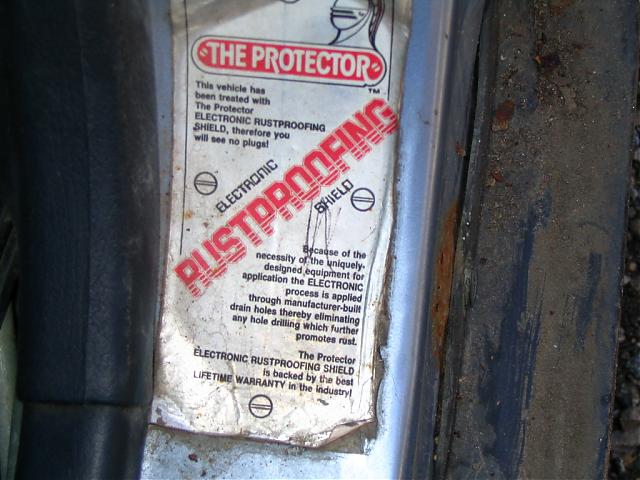 THE PROTECTOR
TM
This vehicle has
been treated with
The Protector
ELECTRONIC RUSTPROOFING
SHIELD, therefore you
will see no plugs!
ELECTRONIC
RUSTPROOFING
SHIELD
Because of the
necessity of the uniquely-
designed equipment for
application the ELECTRONIC
process is applied
through manufacturer-built
drain holes thereby eliminating
any hole drilling which further
promotes rust.
The Protector
ELECTRONIC RUSTPROOFING SHIELD
is backed by the best
LIFETIME WARRANTY in the industry!